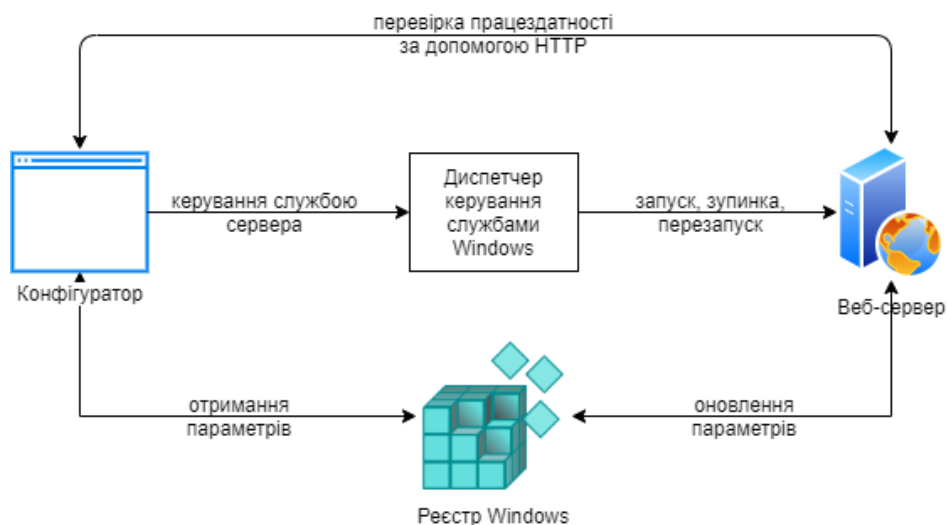 перевірка працездатності
за допомогою HTTP
керування службою
сервера
Диспетчер
керування
службами
Windows
запуск, зупинка,
перезапуск
Конфігуратор
Веб-сервер
отримання
параметрів
оновлення
параметрів
Реєстр Windows